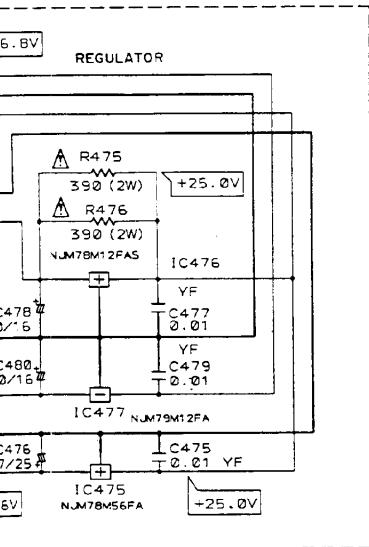 6.8V
REGULATOR
R475
390 (2W)
+25.0V
R476
390 (2W)
NJM78M12FAS
IC476
+
YF
C478
C477
0/16
0.01
YF
C480
C479
0/16
0.01
−
IC477
NJM79M12FA
C476
C475
7/25
0.01 YF
+
IC475
NJM78M56FA
6V
+25.0V